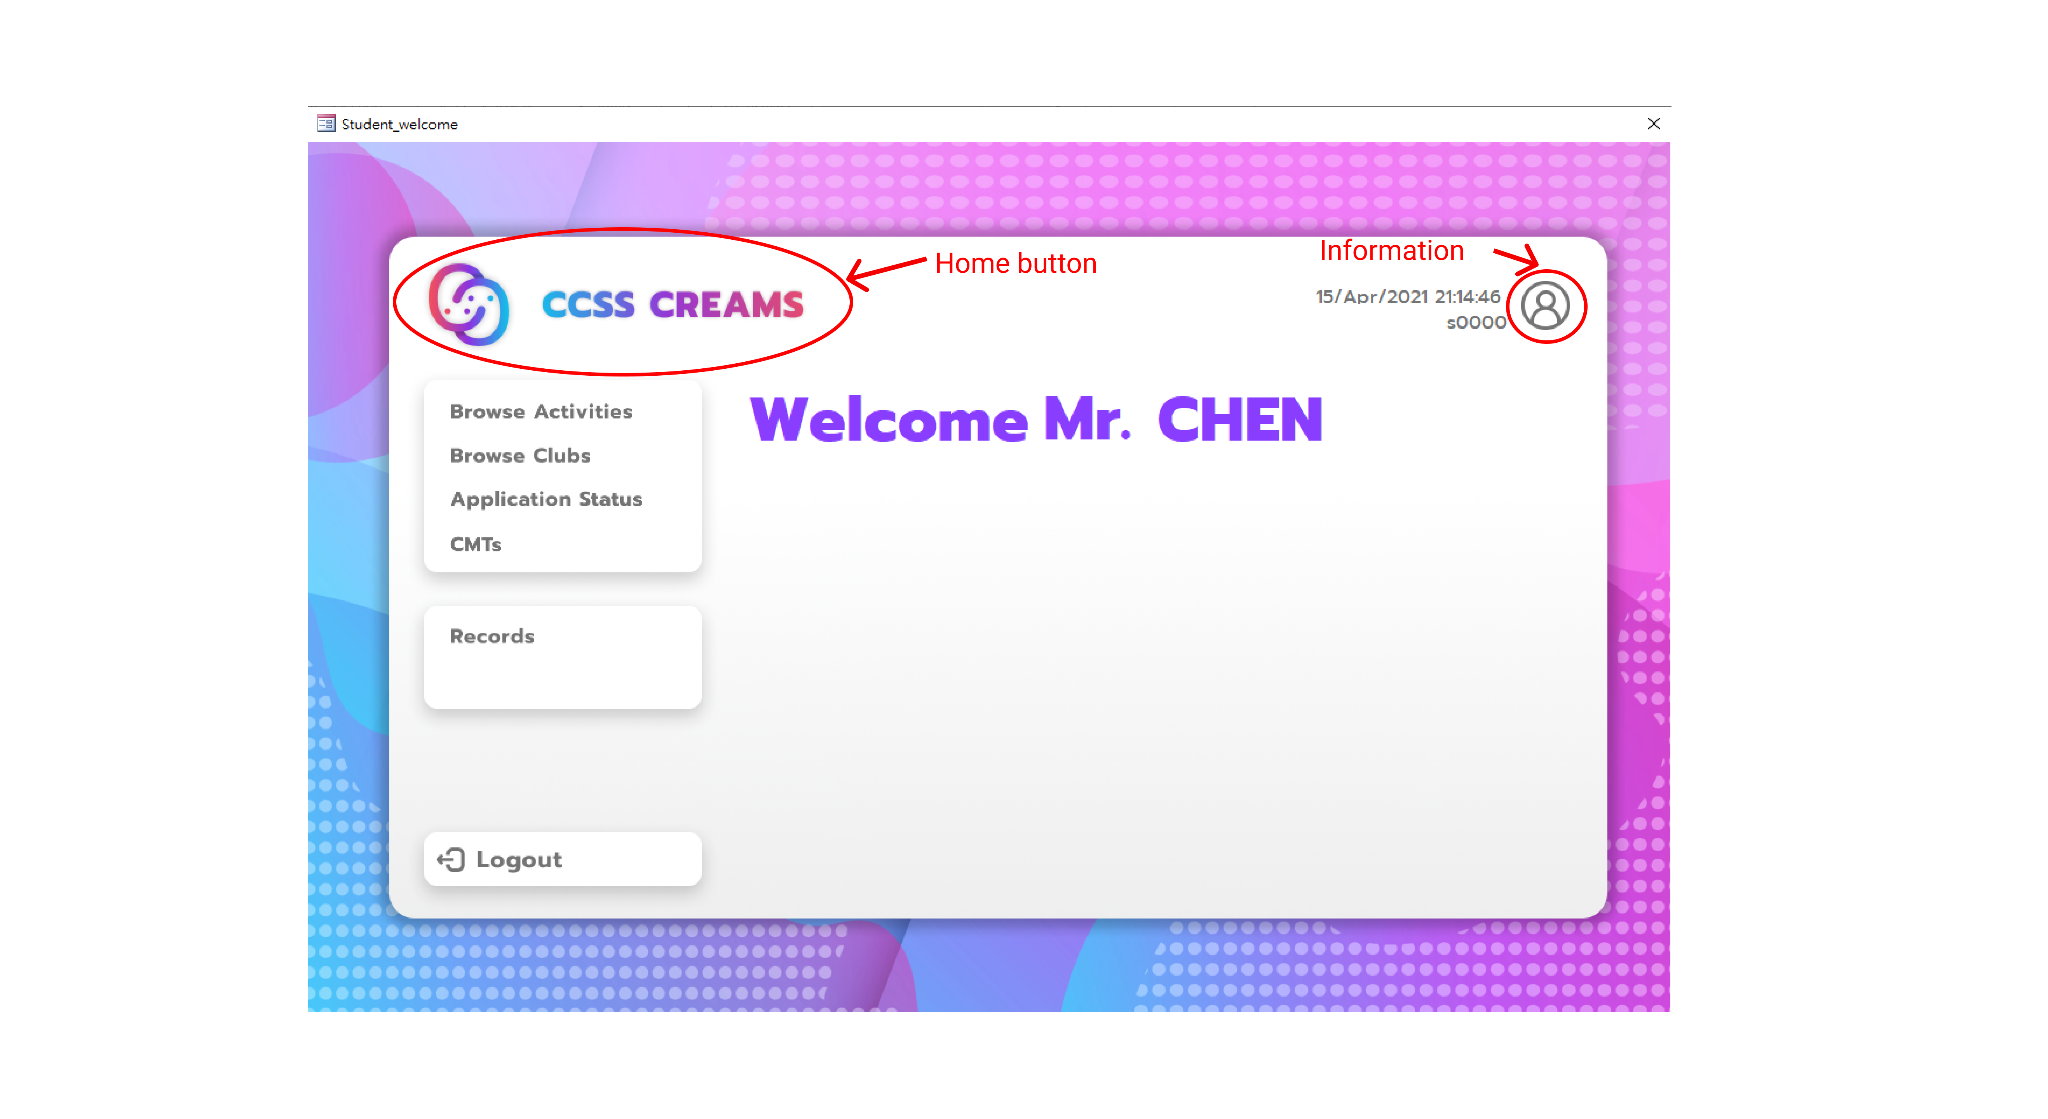 Student_welcome
CCSS CREAMS
Home button
Information
15/Apr/2021 21:14:46
s0000
Browse Activities
Browse Clubs
Application Status
CMTs
Records
Logout
Welcome Mr. CHEN